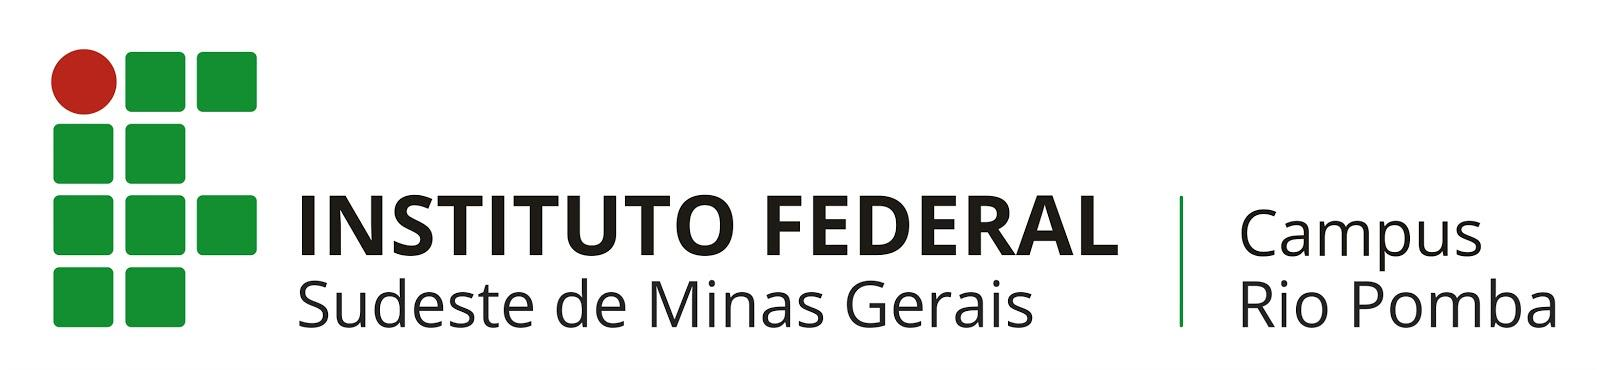 INSTITUTO FEDERAL
Sudeste de Minas Gerais
Campus
Rio Pomba